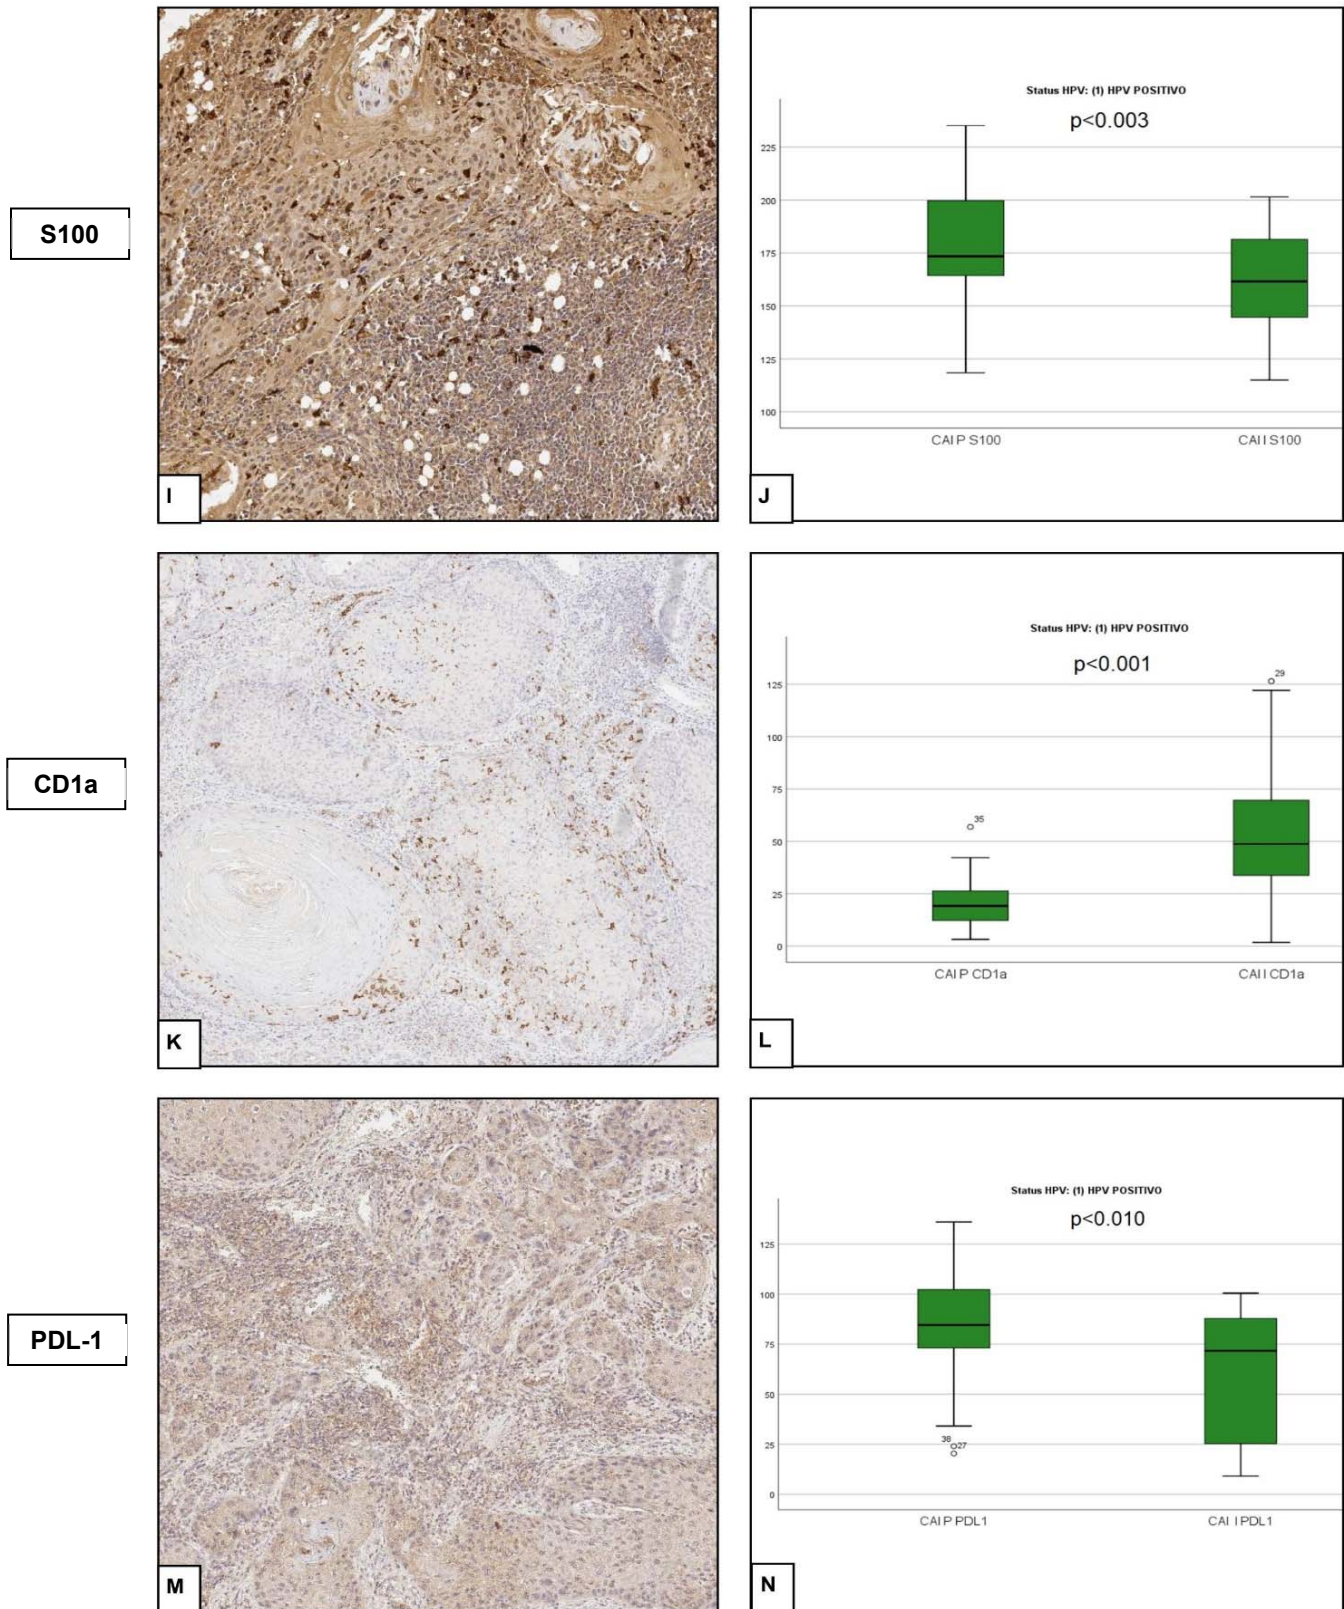 S100
I
Status HPV: (1) HPV POSITIVO
p<0.003
225
200
175
150
125
100
CAI P S100
CAI I S100
J
CD1a
K
Status HPV: (1) HPV POSITIVO
p<0.001
29
125
100
75
35
50
25
0
CAI P CD1a
CAI I CD1a
L
PDL-1
M
Status HPV: (1) HPV POSITIVO
p<0.010
125
100
75
50
38
27
25
0
CAI P PDL1
CAI I PDL1
N